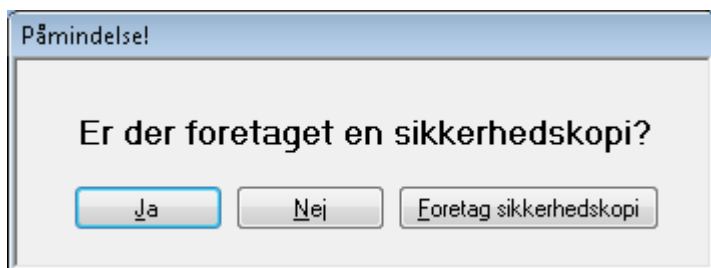 Påmindelse!
Er der foretaget en sikkerhedskopi?
Ja Nej Foretag sikkerhedskopi